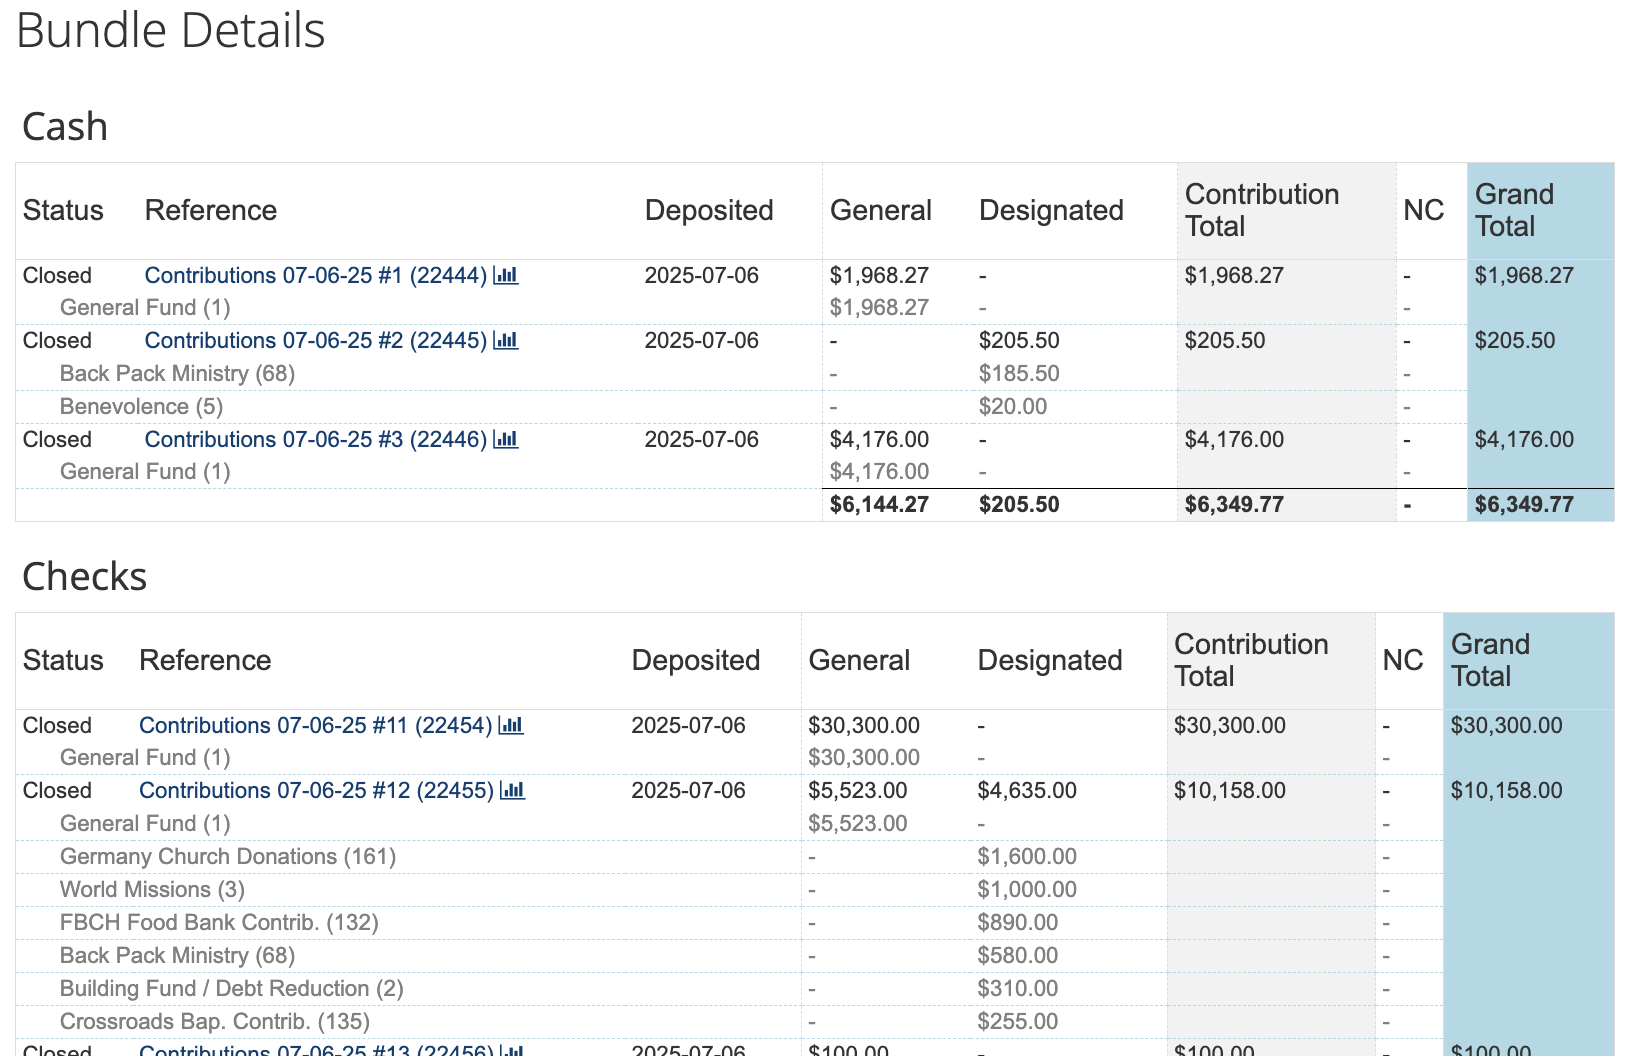 Bundle Details
Cash
Status Reference Deposited General Designated Contribution Total NC Grand Total
Closed Contributions 07-06-25 #1 (22444) 2025-07-06 $1,968.27 - $1,968.27 - $1,968.27
General Fund (1) $1,968.27 - -
Closed Contributions 07-06-25 #2 (22445) 2025-07-06 - $205.50 $205.50 - $205.50
Back Pack Ministry (68) - $185.50 -
Benevolence (5) - $20.00 -
Closed Contributions 07-06-25 #3 (22446) 2025-07-06 $4,176.00 - $4,176.00 - $4,176.00
General Fund (1) $4,176.00 - -
$6,144.27 $205.50 $6,349.77 - $6,349.77
Checks
Status Reference Deposited General Designated Contribution Total NC Grand Total
Closed Contributions 07-06-25 #11 (22454) 2025-07-06 $30,300.00 - $30,300.00 - $30,300.00
General Fund (1) $30,300.00 - -
Closed Contributions 07-06-25 #12 (22455) 2025-07-06 $5,523.00 $4,635.00 $10,158.00 - $10,158.00
General Fund (1) $5,523.00 - -
Germany Church Donations (161) - $1,600.00 -
World Missions (3) - $1,000.00 -
FBCH Food Bank Contrib. (132) - $890.00 -
Back Pack Ministry (68) - $580.00 -
Building Fund / Debt Reduction (2) - $310.00 -
Crossroads Bap. Contrib. (135) - $255.00 -
Closed Contributions 07-06-25 #13 (22456) 2025-07-06 $100.00 - $100.00 - $100.00